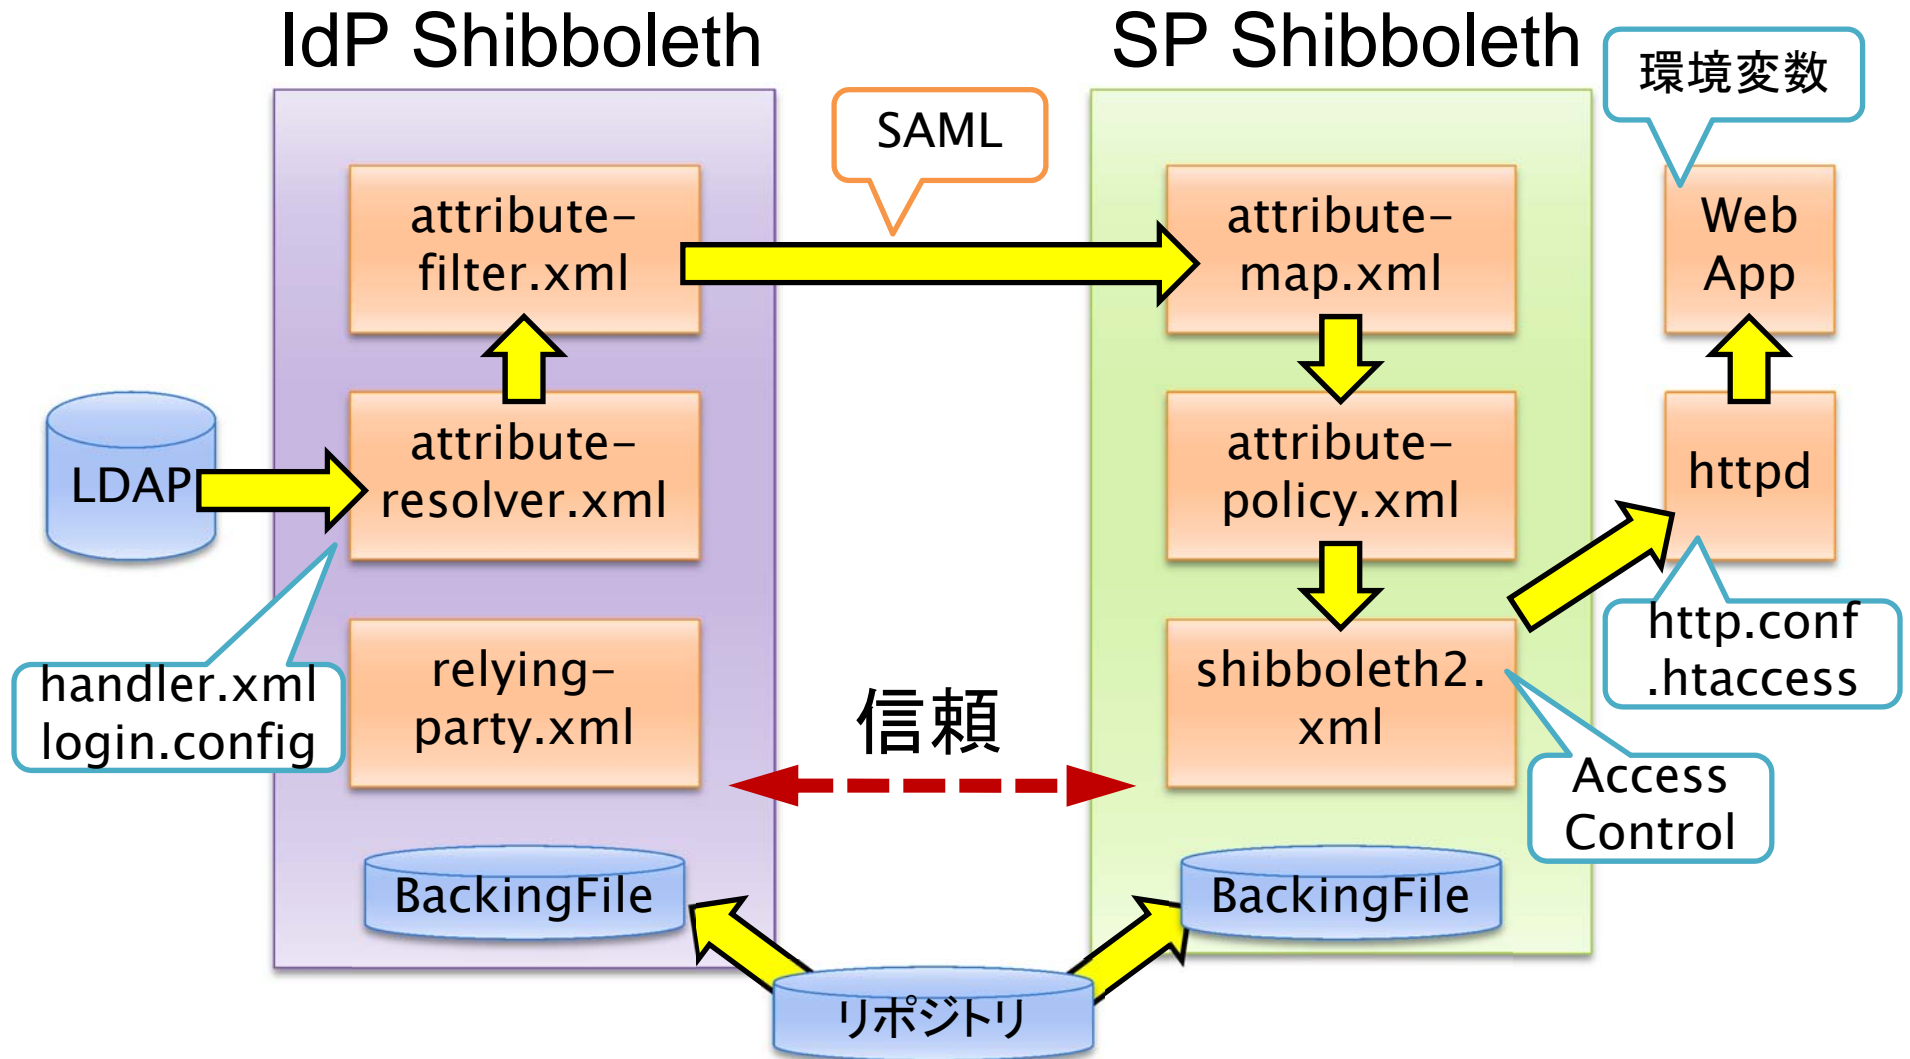 IdP Shibboleth
SP Shibboleth
環境変数
SAML
attribute-
filter.xml
attribute-
map.xml
Web
App
LDAP
attribute-
resolver.xml
attribute-
policy.xml
httpd
handler.xml
login.config
relying-
party.xml
信頼
shibboleth2.
xml
http.conf
.htaccess
Access
Control
BackingFile
BackingFile
リポジトリ